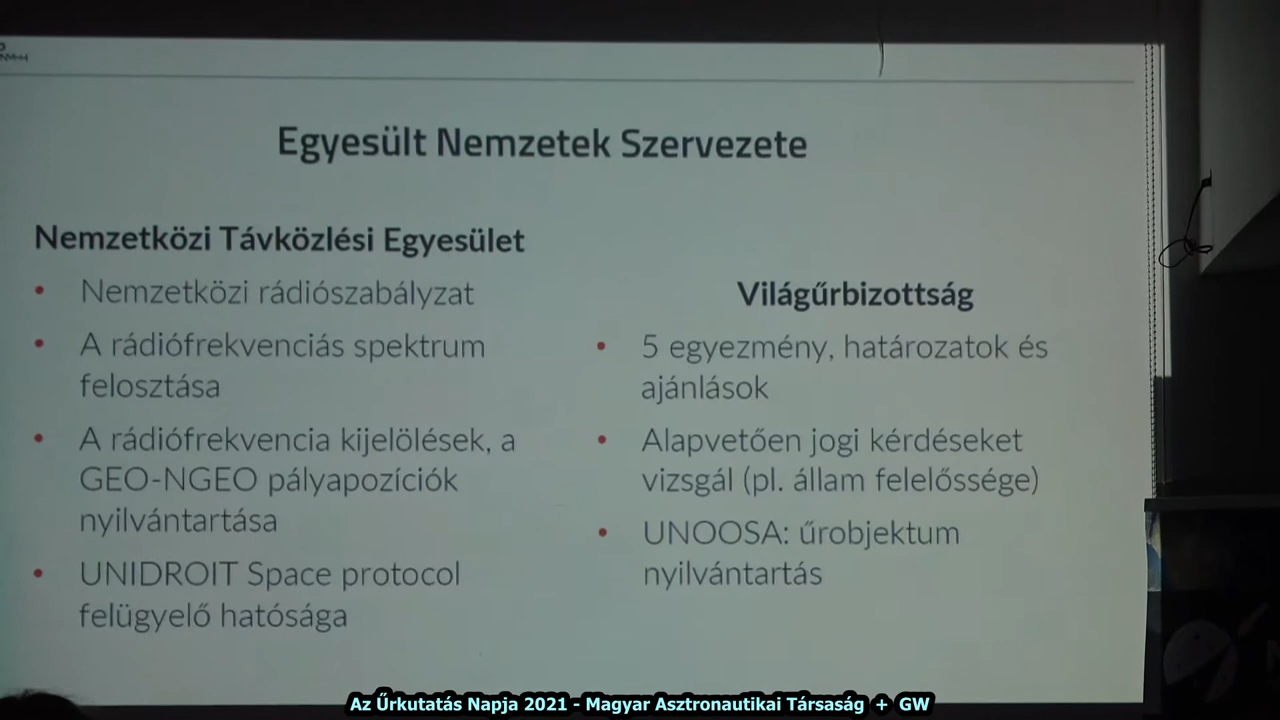 Egyesült Nemzetek Szervezete
Nemzetközi Távközlési Egyesület
• Nemzetközi rádiószabályzat
• A rádiófrekvenciás spektrum
felosztása
• A rádiófrekvencia kijelölések, a
GEO-NGEO pályapozíciók
nyilvántartása
• UNIDROIT Space protocol
felügyelő hatósága
Világűrbizottság
• 5 egyezmény, határozatok és
ajánlások
• Alapvetően jogi kérdéseket
vizsgál (pl. állam felelőssége)
• UNOOSA: űrobjektum
nyilvántartás
Az Űrkutatás Napja 2021 - Magyar Asztronautikai Társaság + GW